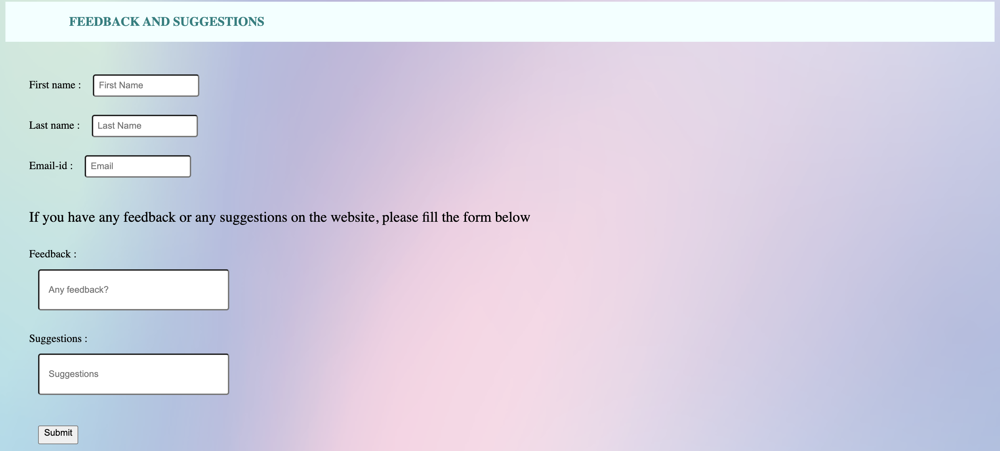 FEEDBACK AND SUGGESTIONS
First name : First Name
Last name : Last Name
Email-id : Email
If you have any feedback or any suggestions on the website, please fill the form below
Feedback :
Any feedback?
Suggestions :
Suggestions
Submit